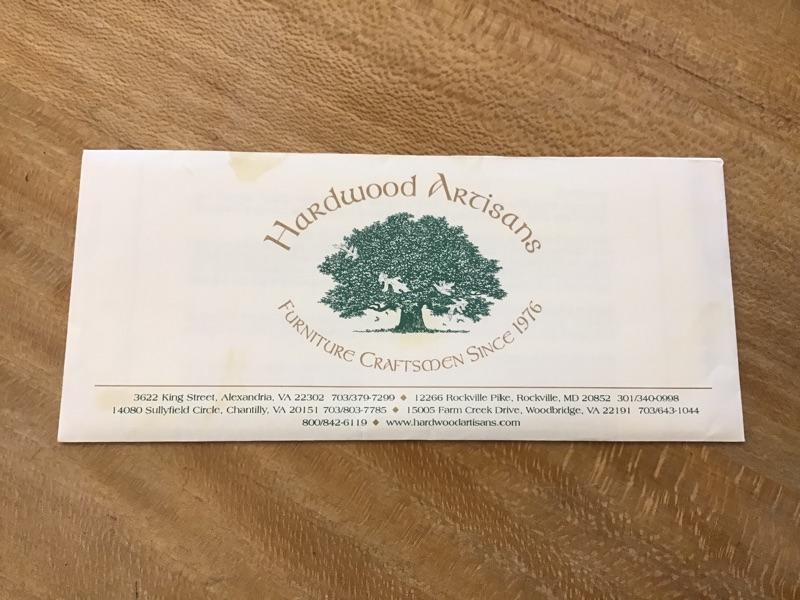 Hardwood Artisans
Furniture Craftsmen Since 1976
3622 King Street, Alexandria, VA 22302 703/379-7299 ◆ 12266 Rockville Pike, Rockville, MD 20852 301/340-0998
14080 Sullyfield Circle, Chantilly, VA 20151 703/803-7785 ◆ 15005 Farm Creek Drive, Woodbridge, VA 22191 703/643-1044
800/842-6119 ◆ www.hardwoodartisans.com